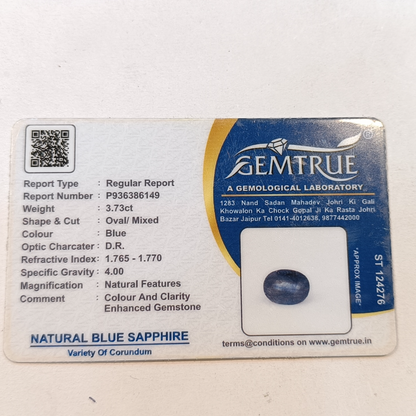 GEMTRUE
A GEMOLOGICAL LABORATORY
1283 Nand Sadan Mahadev Johri Ki Gali
Khowalon Ka Chock Gopal Ji Ka Rasta Johri
Bazar Jaipur Tel 0141-4012638, 9877442000
Report Type : Regular Report
Report Number : P936386149
Weight : 3.73ct
Shape & Cut : Oval/ Mixed
Colour : Blue
Optic Charcater : D.R.
Refractive Index : 1.765 - 1.770
Specific Gravity : 4.00
Magnification : Natural Features
Comment : Colour And Clarity
Enhanced Gemstone
NATURAL BLUE SAPPHIRE
Variety Of Corundum
"APPROX IMAGE"
ST 124276
terms@conditions on www.gemtrue.in